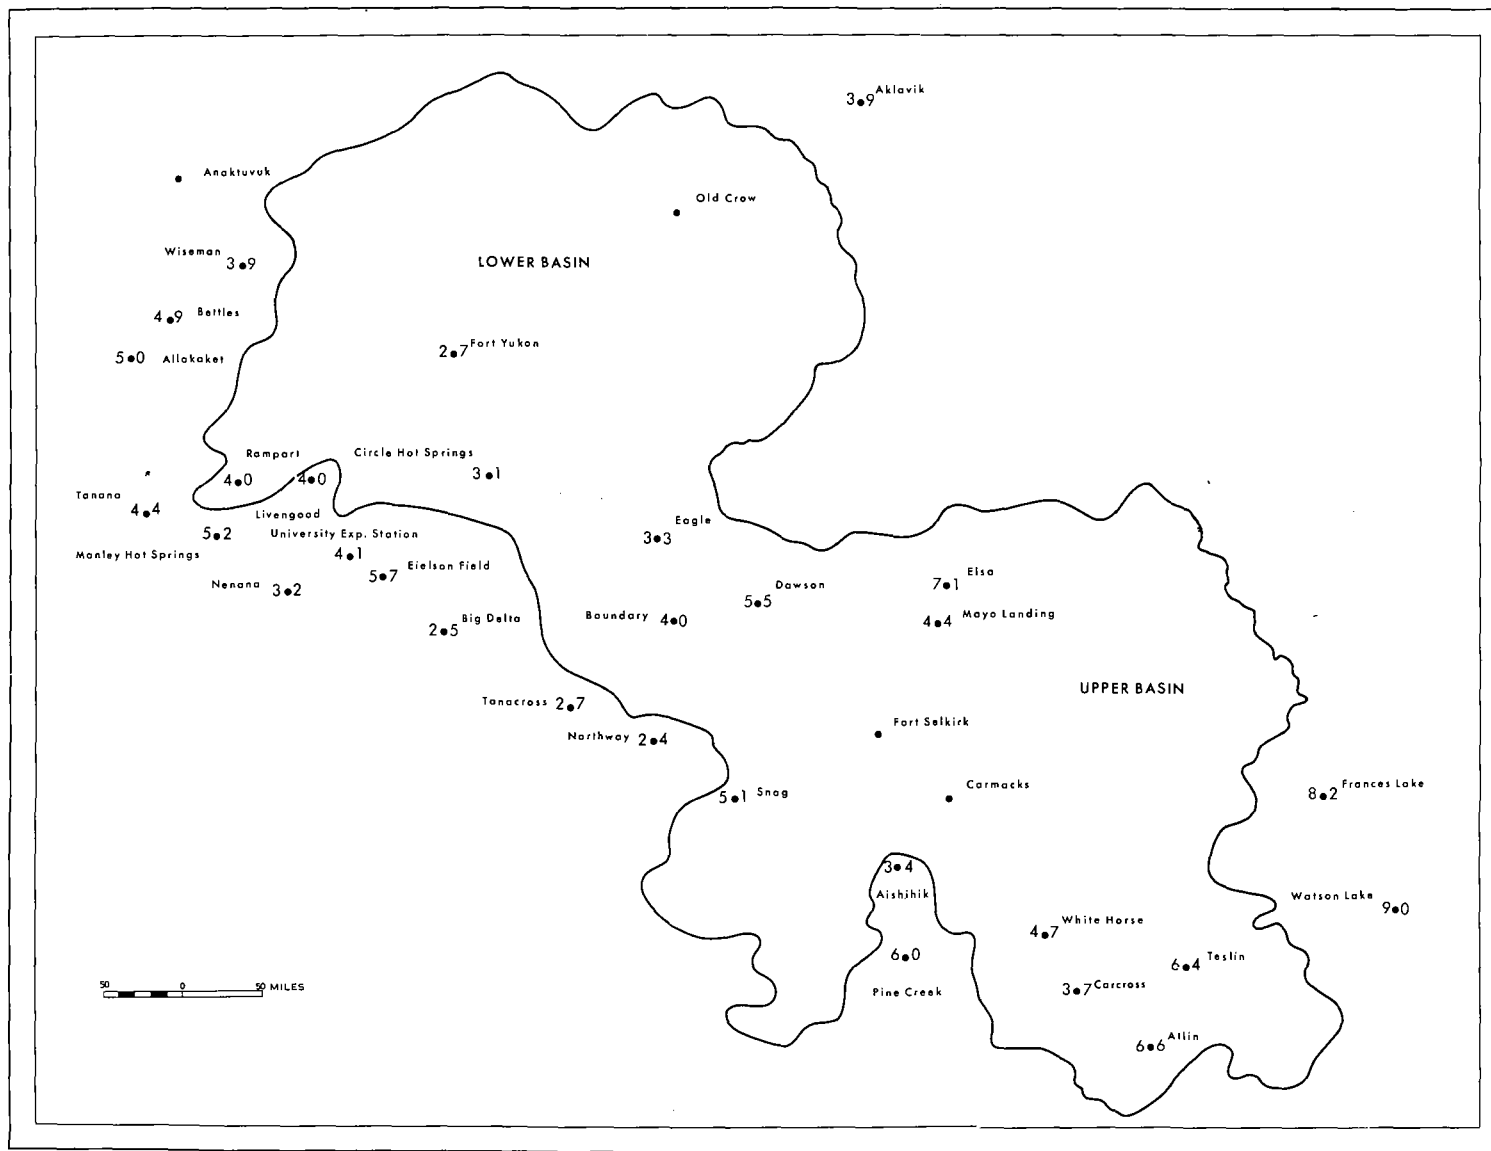 3.9 Aklavik
Anaktuvuk
Old Crow
Wiseman 3.9
LOWER BASIN
4.9 Bettles
5.0 Allakaket
2.7 Fort Yukon
Rampart 4.0
Circle Hot Springs 3.1
4.0 Livengood
Tanana 4.4
5.2 Manley Hot Springs
University Exp. Station 4.1
3.3 Eagle
5.7 Eielson Field
Nenana 3.2
7.1 Elsa
5.5 Dawson
Boundary 4.0
4.4 Mayo Landing
2.5 Big Delta
UPPER BASIN
Tanacross 2.7
Northway 2.4
Fort Selkirk
5.1 Snag
Carmacks
8.2 Frances Lake
3.4 Aishihik
Watson Lake 9.0
4.7 White Horse
6.0 Pine Creek
6.4 Teslin
3.7 Carcross
50 0 50 MILES
6.6 Atlin